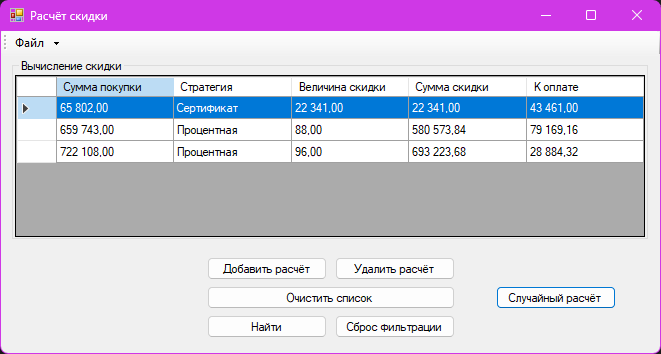 Расчёт скидки
Файл
Вычисление скидки
Сумма покупки Стратегия Величина скидки Сумма скидки К оплате
65 802,00 Сертификат 22 341,00 22 341,00 43 461,00
659 743,00 Процентная 88,00 580 573,84 79 169,16
722 108,00 Процентная 96,00 693 223,68 28 884,32
Добавить расчёт Удалить расчёт
Очистить список Случайный расчёт
Найти Сброс фильтрации